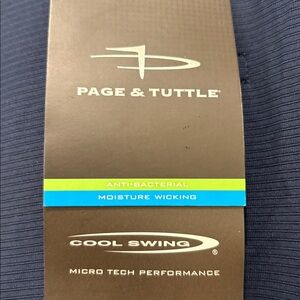 PAGE & TUTTLE®
ANTI-BACTERIAL
MOISTURE WICKING
COOL SWING®
MICRO TECH PERFORMANCE